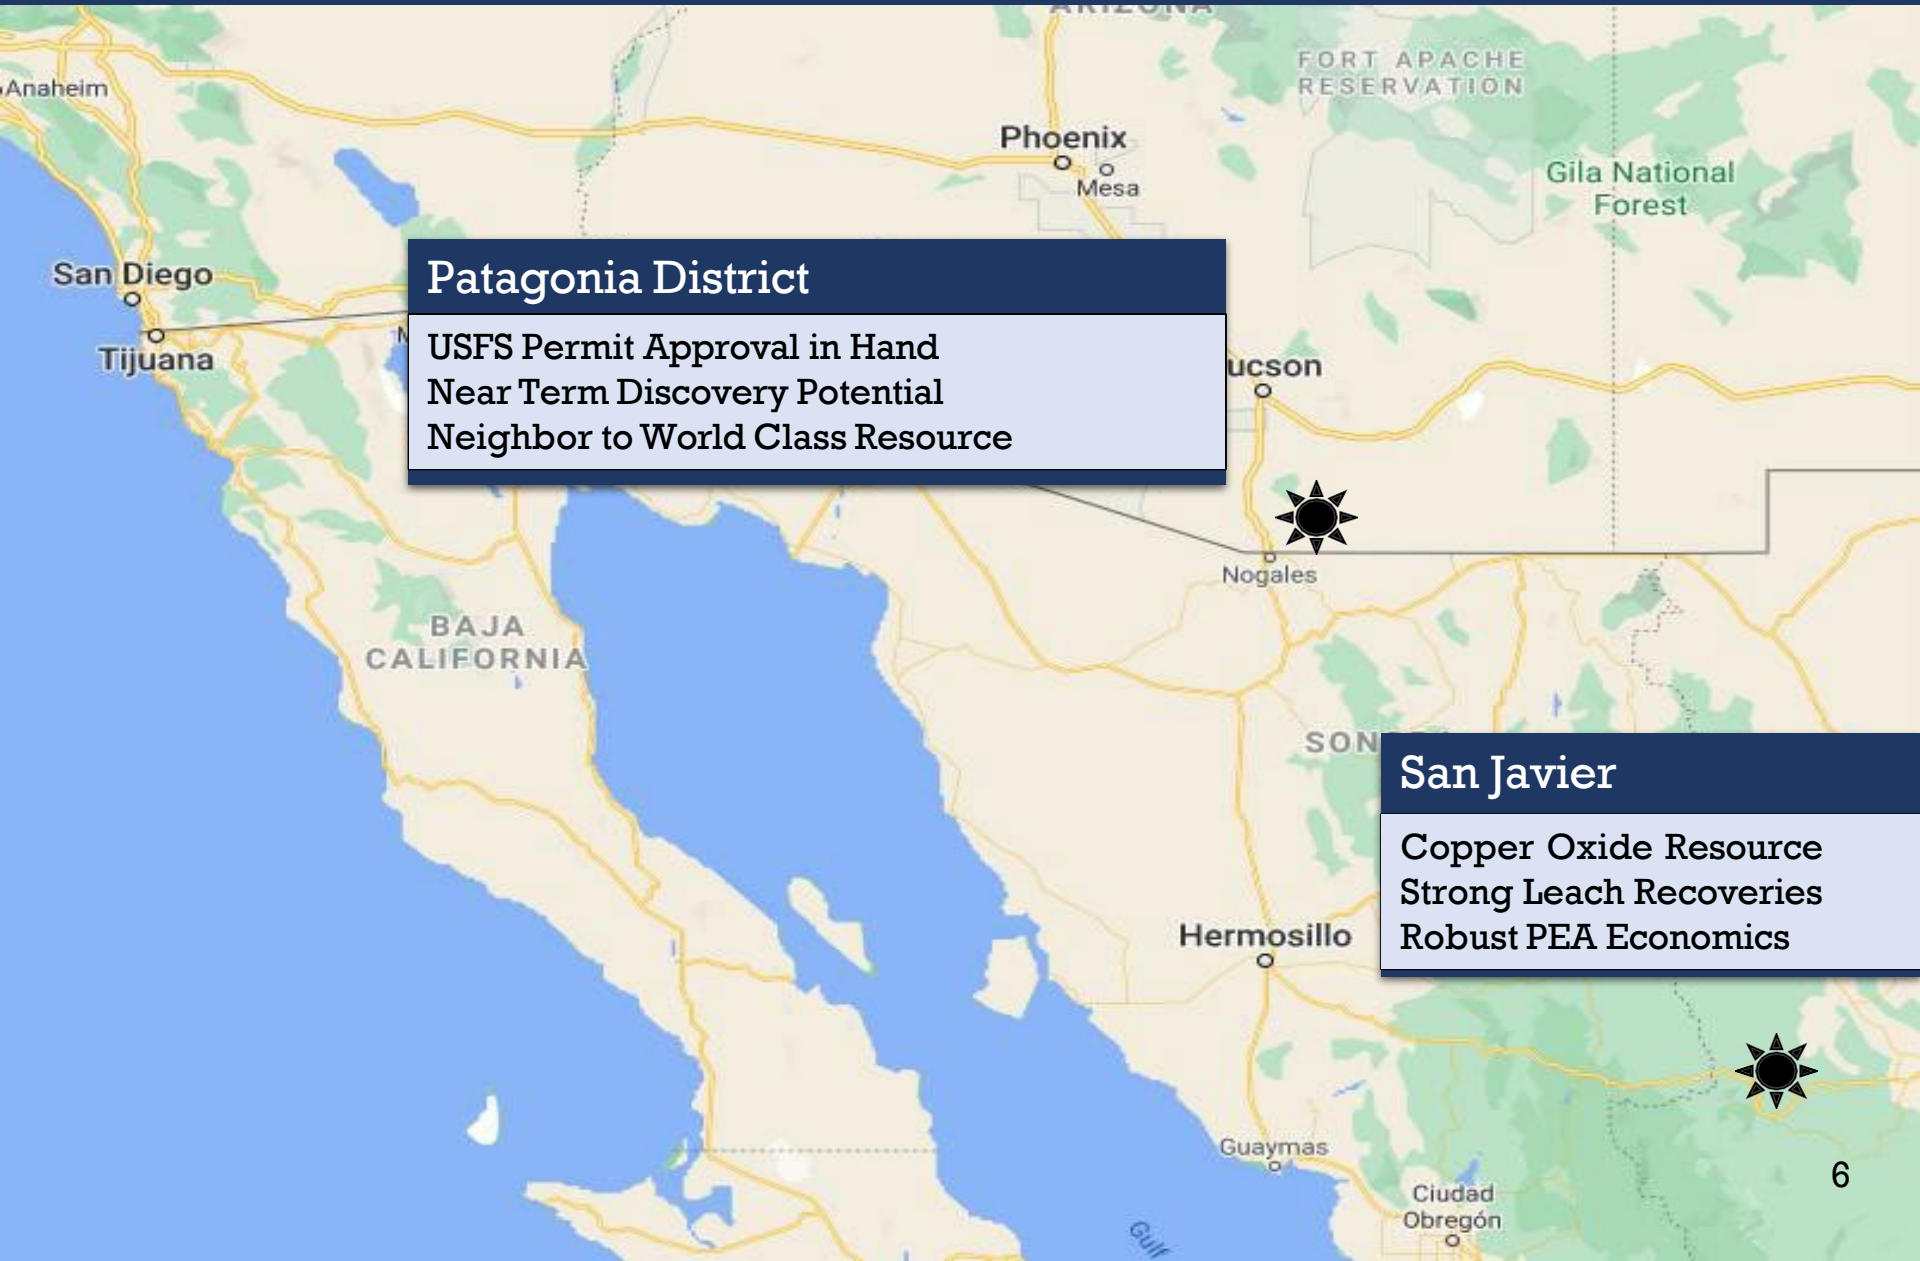 ARIZONA
FORT APACHE
RESERVATION
Anaheim
Phoenix
Mesa
Gila National
Forest
San Diego
Tijuana
Patagonia District
USFS Permit Approval in Hand
Near Term Discovery Potential
Neighbor to World Class Resource
ucson
Nogales
BAJA
CALIFORNIA
SON
San Javier
Copper Oxide Resource
Strong Leach Recoveries
Robust PEA Economics
Hermosillo
Guaymas
Ciudad
Obregón
Gulf
6